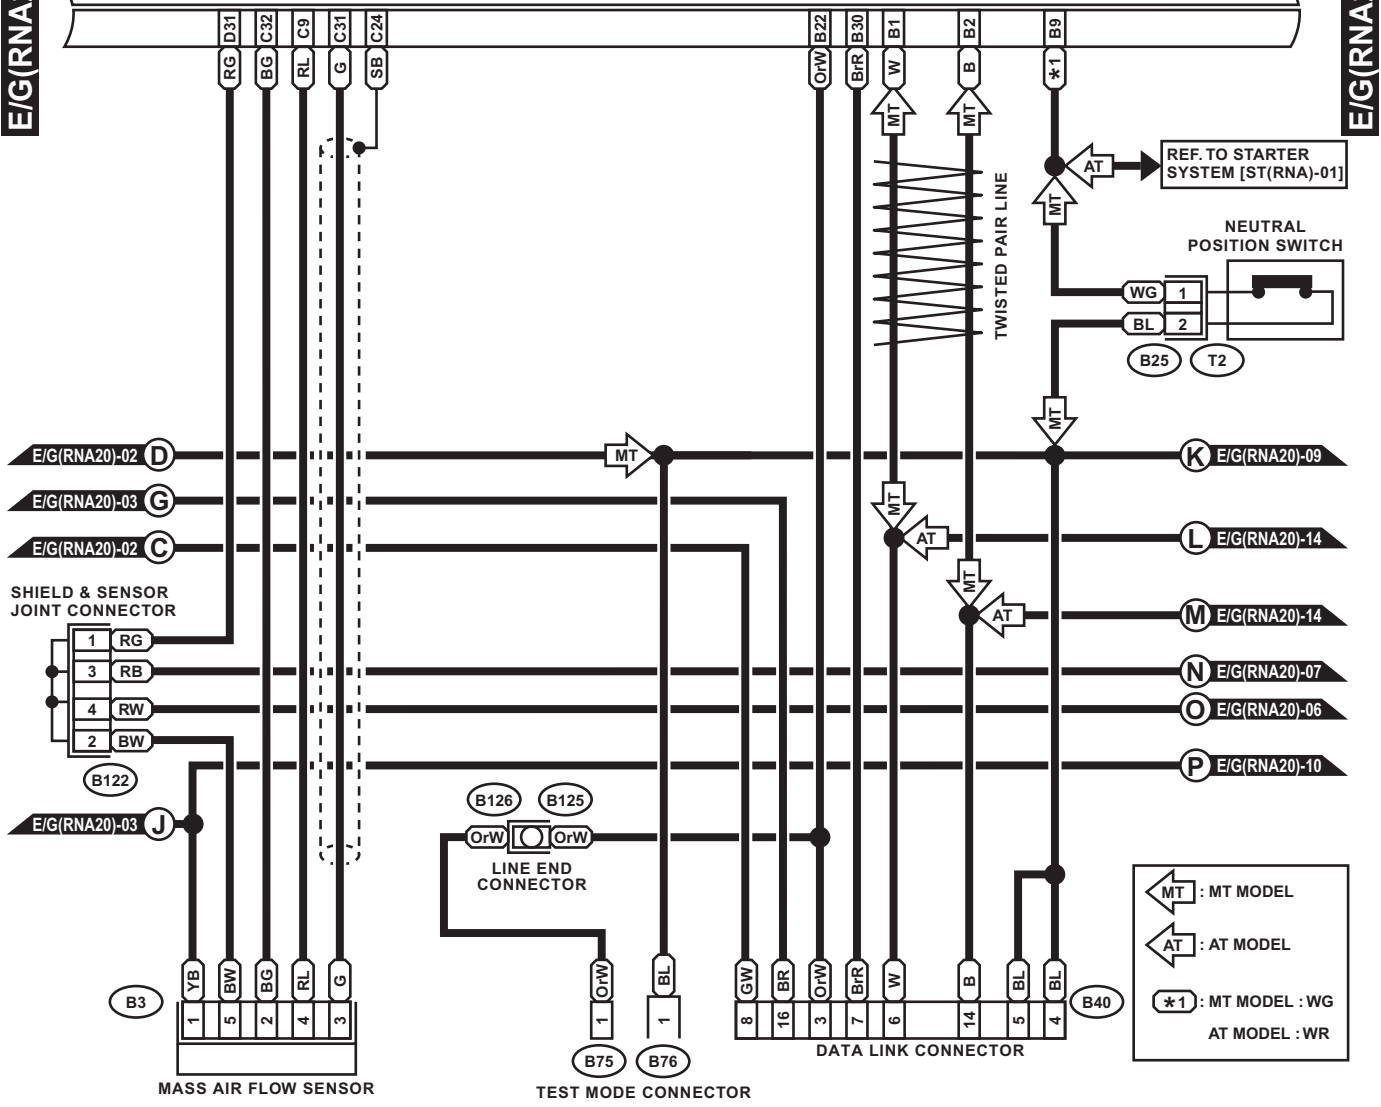 E/G(RNA
E/G(RNA
D31 C32 C9 C31 C24 B22 B30 B1 B2 B9
RG BG RL G SB OrW BrR W B *1
MT MT
AT
REF. TO STARTER
SYSTEM [ST(RNA)-01]
MT
TWISTED PAIR LINE
NEUTRAL
POSITION SWITCH
WG 1
BL 2
B25 T2
MT
E/G(RNA20)-02 D MT K E/G(RNA20)-09
E/G(RNA20)-03 G
MT
E/G(RNA20)-02 C AT L E/G(RNA20)-14
MT
SHIELD & SENSOR
JOINT CONNECTOR
AT M E/G(RNA20)-14
1 RG
3 RB N E/G(RNA20)-07
4 RW O E/G(RNA20)-06
2 BW
B122
P E/G(RNA20)-10
E/G(RNA20)-03 J
B126 B125
OrW OrW
LINE END
CONNECTOR
MT : MT MODEL
AT : AT MODEL
*1 : MT MODEL : WG
AT MODEL : WR
YB BW BG RL G OrW BL GW BR OrW BrR W B BL BL
B3
1 5 2 4 3 1 1 8 16 3 7 6 14 5 4
B40
B75 B76
DATA LINK CONNECTOR
MASS AIR FLOW SENSOR
TEST MODE CONNECTOR